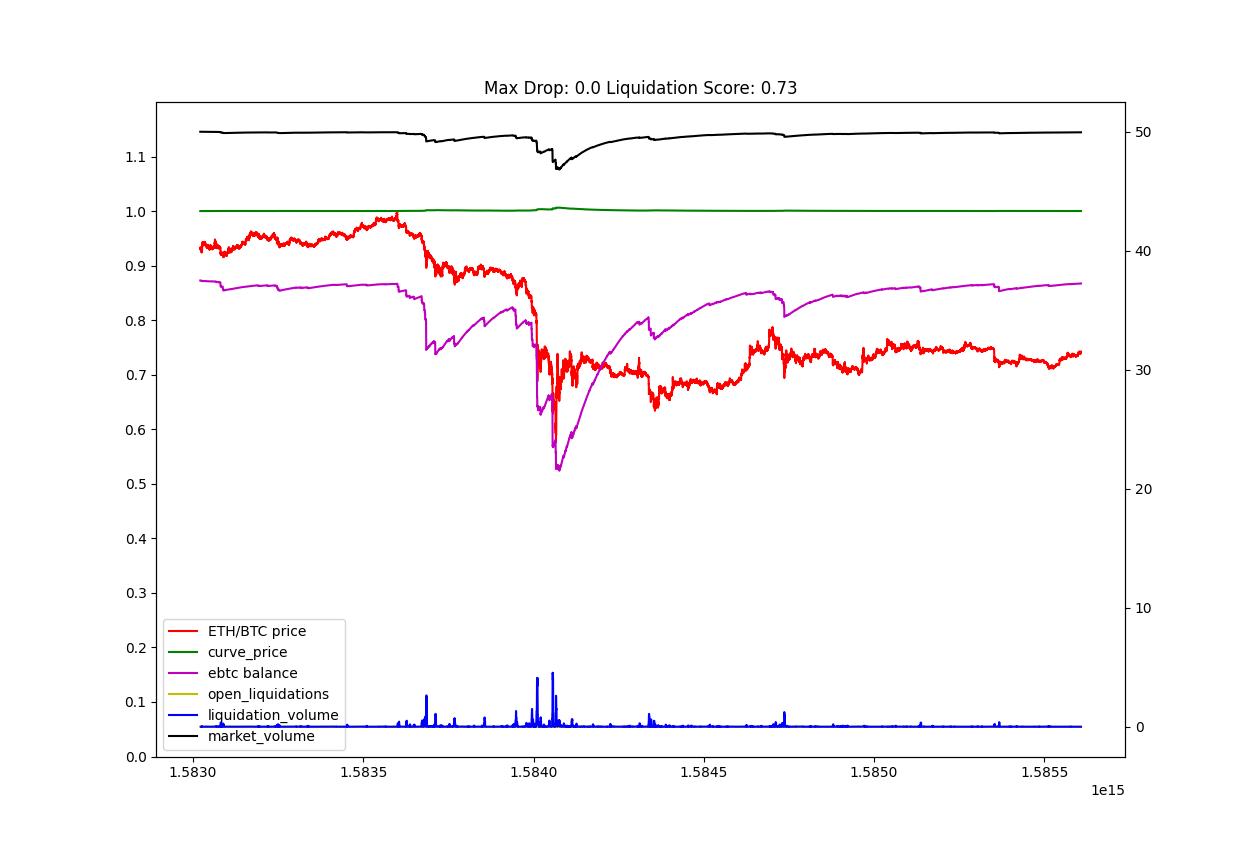 Max Drop: 0.0 Liquidation Score: 0.73
1.1
1.0
0.9
0.8
0.7
0.6
0.5
0.4
0.3
0.2
0.1
0.0
50
40
30
20
10
0
ETH/BTC price
curve_price
ebtc balance
open_liquidations
liquidation_volume
market_volume
1.5830 1.5835 1.5840 1.5845 1.5850 1.5855
1e15